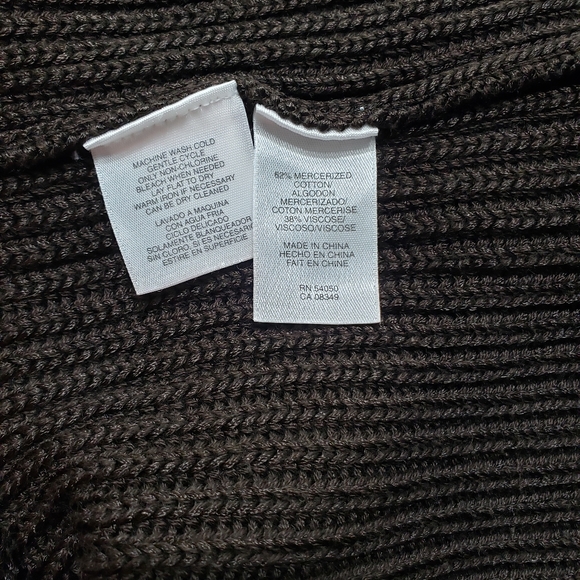 MACHINE WASH COLD
GENTLE CYCLE
ONLY NON-CHLORINE
BLEACH WHEN NEEDED
LAY FLAT TO DRY
WARM IRON IF NECESSARY
CAN BE DRY CLEANED
LAVADO A MAQUINA
CON AGUA FRIA
CICLO DELICADO
SOLAMENTE BLANQUEADOR
SIN CLORO, SI ES NECESAR
ESTIRE EN SUPERFICIE
62% MERCERIZED
COTTON/
ALGODON
MERCERIZADO/
COTON MERCERISE
38% VISCOSE/
VISCOSO/VISCOSE
MADE IN CHINA
HECHO EN CHINA
FAIT EN CHINE
RN 54050
CA 08349